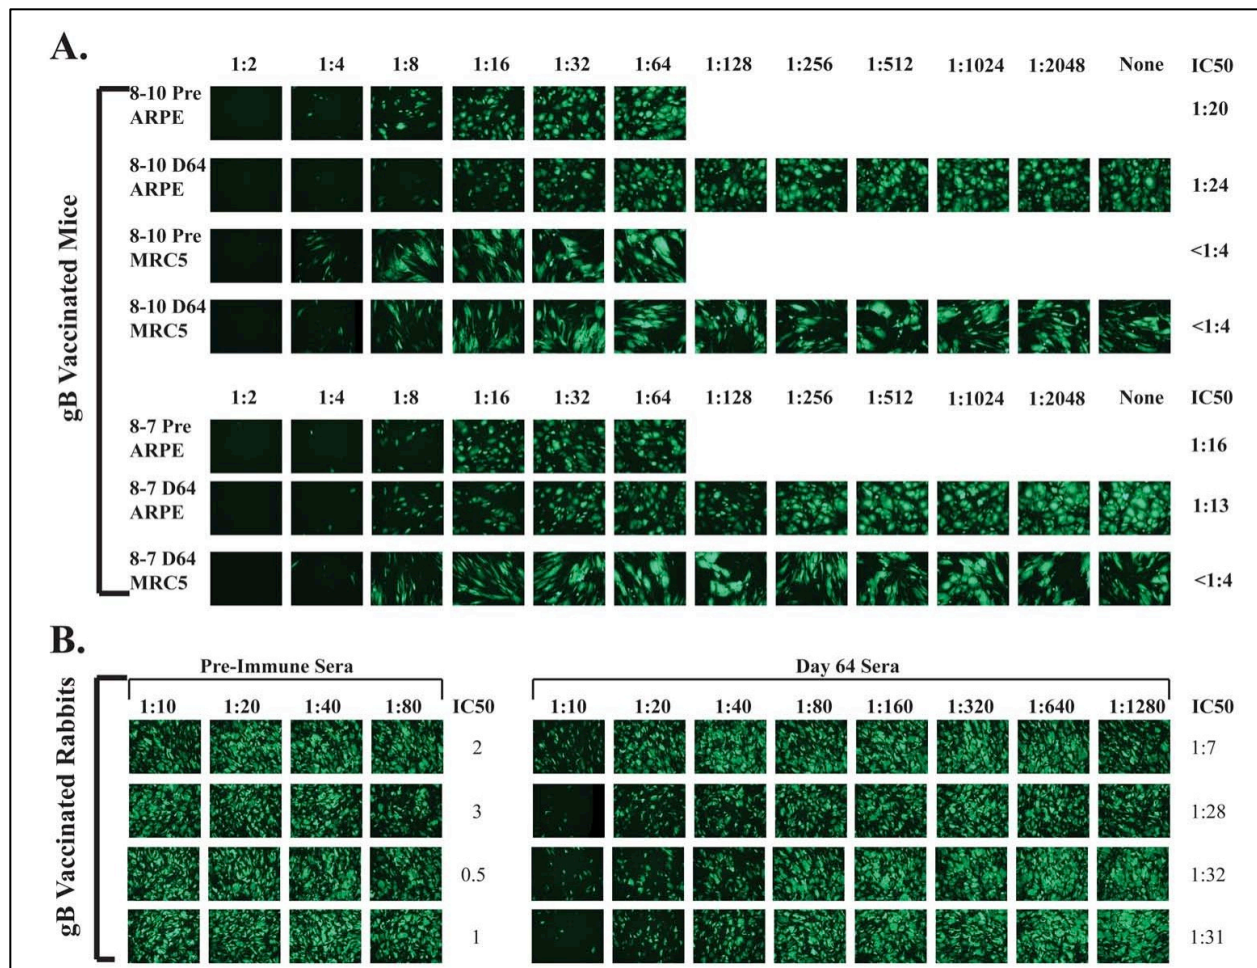 A.
gB Vaccinated Mice
1:2 1:4 1:8 1:16 1:32 1:64 1:128 1:256 1:512 1:1024 1:2048 None IC50
8-10 Pre
ARPE
1:20
8-10 D64
ARPE
1:24
8-10 Pre
MRC5
<1:4
8-10 D64
MRC5
<1:4
1:2 1:4 1:8 1:16 1:32 1:64 1:128 1:256 1:512 1:1024 1:2048 None IC50
8-7 Pre
ARPE
1:16
8-7 D64
ARPE
1:13
8-7 D64
MRC5
<1:4
B.
gB Vaccinated Rabbits
Pre-Immune Sera Day 64 Sera
1:10 1:20 1:40 1:80 IC50 1:10 1:20 1:40 1:80 1:160 1:320 1:640 1:1280 IC50
2 1:7
3 1:28
0.5 1:32
1 1:31